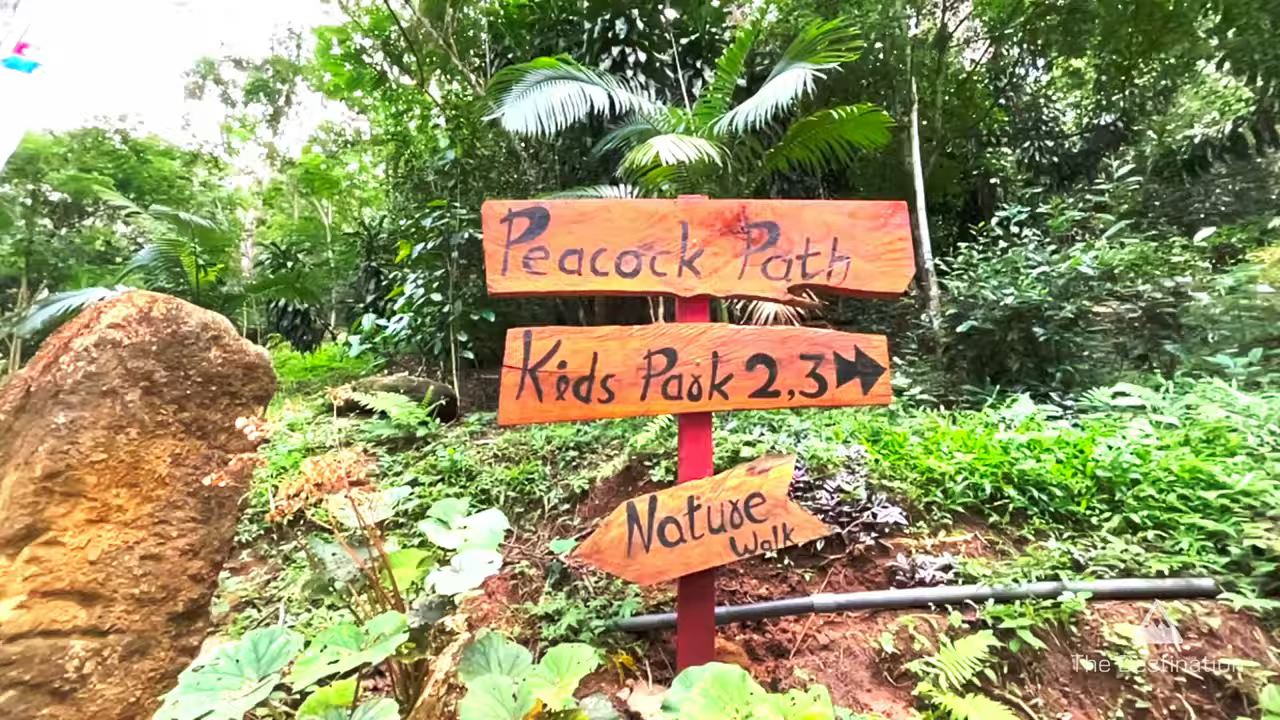 Peacock Path
Kids Park 2,3
Nature
Walk
The Destination